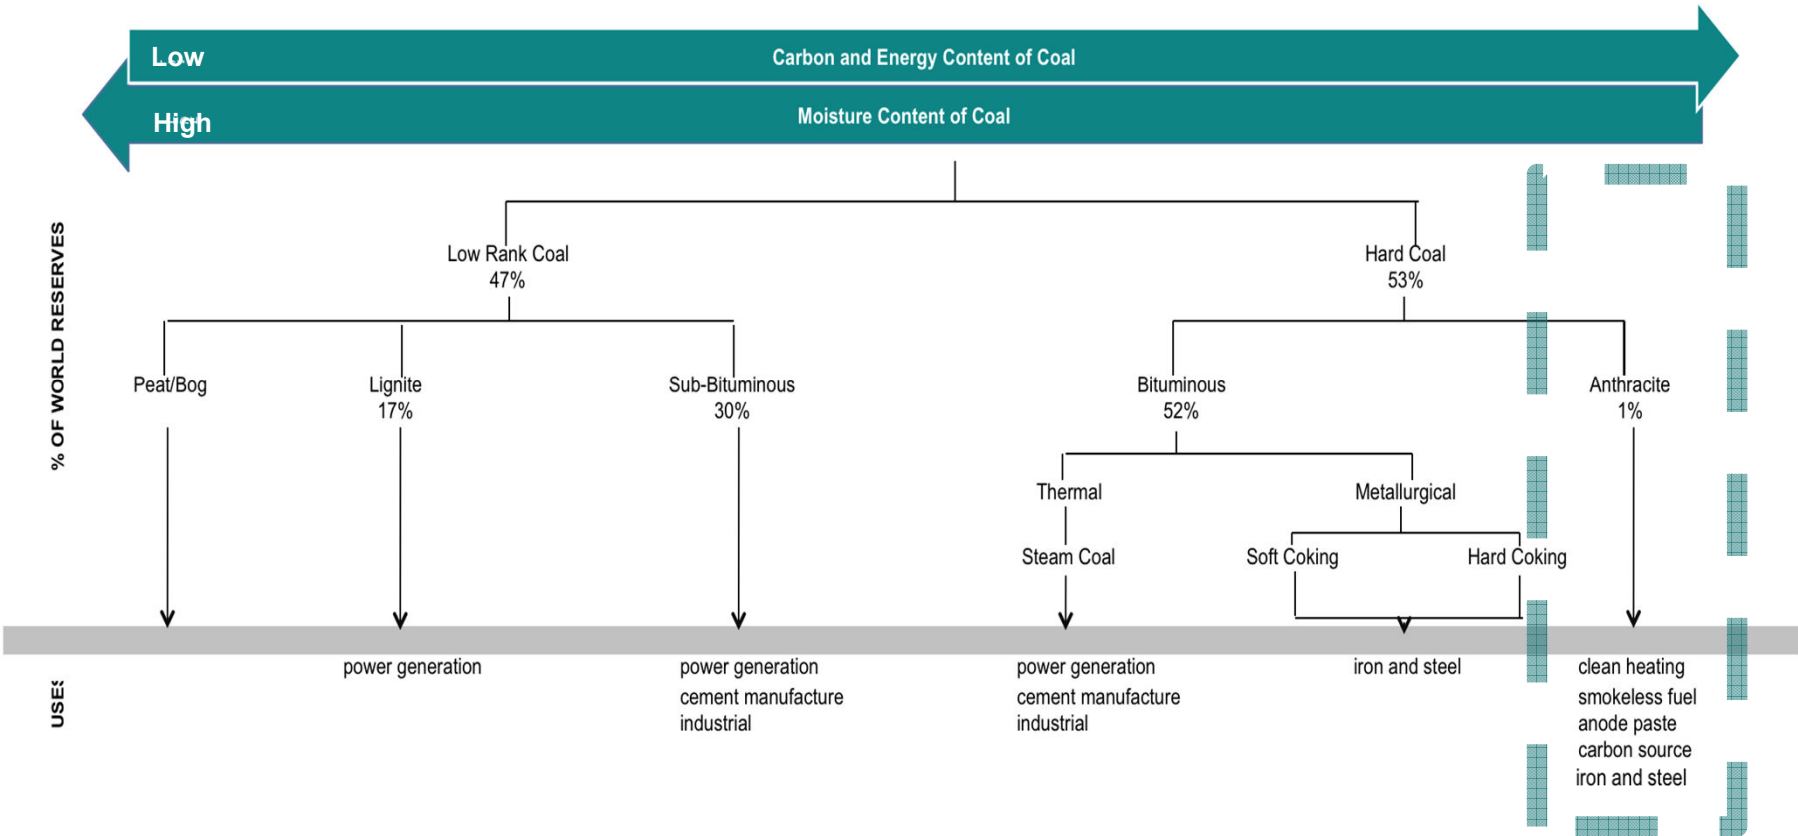 Low
Carbon and Energy Content of Coal
High
Moisture Content of Coal
% OF WORLD RESERVES
Low Rank Coal
47%
Hard Coal
53%
Peat/Bog
Lignite
17%
Sub-Bituminous
30%
Bituminous
52%
Anthracite
1%
Thermal
Metallurgical
Steam Coal
Soft Coking
Hard Coking
USES
power generation
power generation
cement manufacture
industrial
power generation
cement manufacture
industrial
iron and steel
clean heating
smokeless fuel
anode paste
carbon source
iron and steel